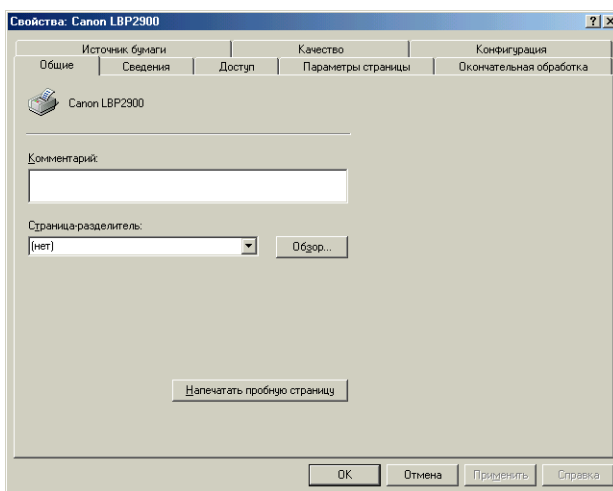 Свойства: Canon LBP2900
Источник бумаги Качество Конфигурация
Общие Сведения Доступ Параметры страницы Окончательная обработка
Canon LBP2900
Комментарий:
Страница-разделитель:
(нет) Обзор...
Напечатать пробную страницу
OK Отмена Применить Справка